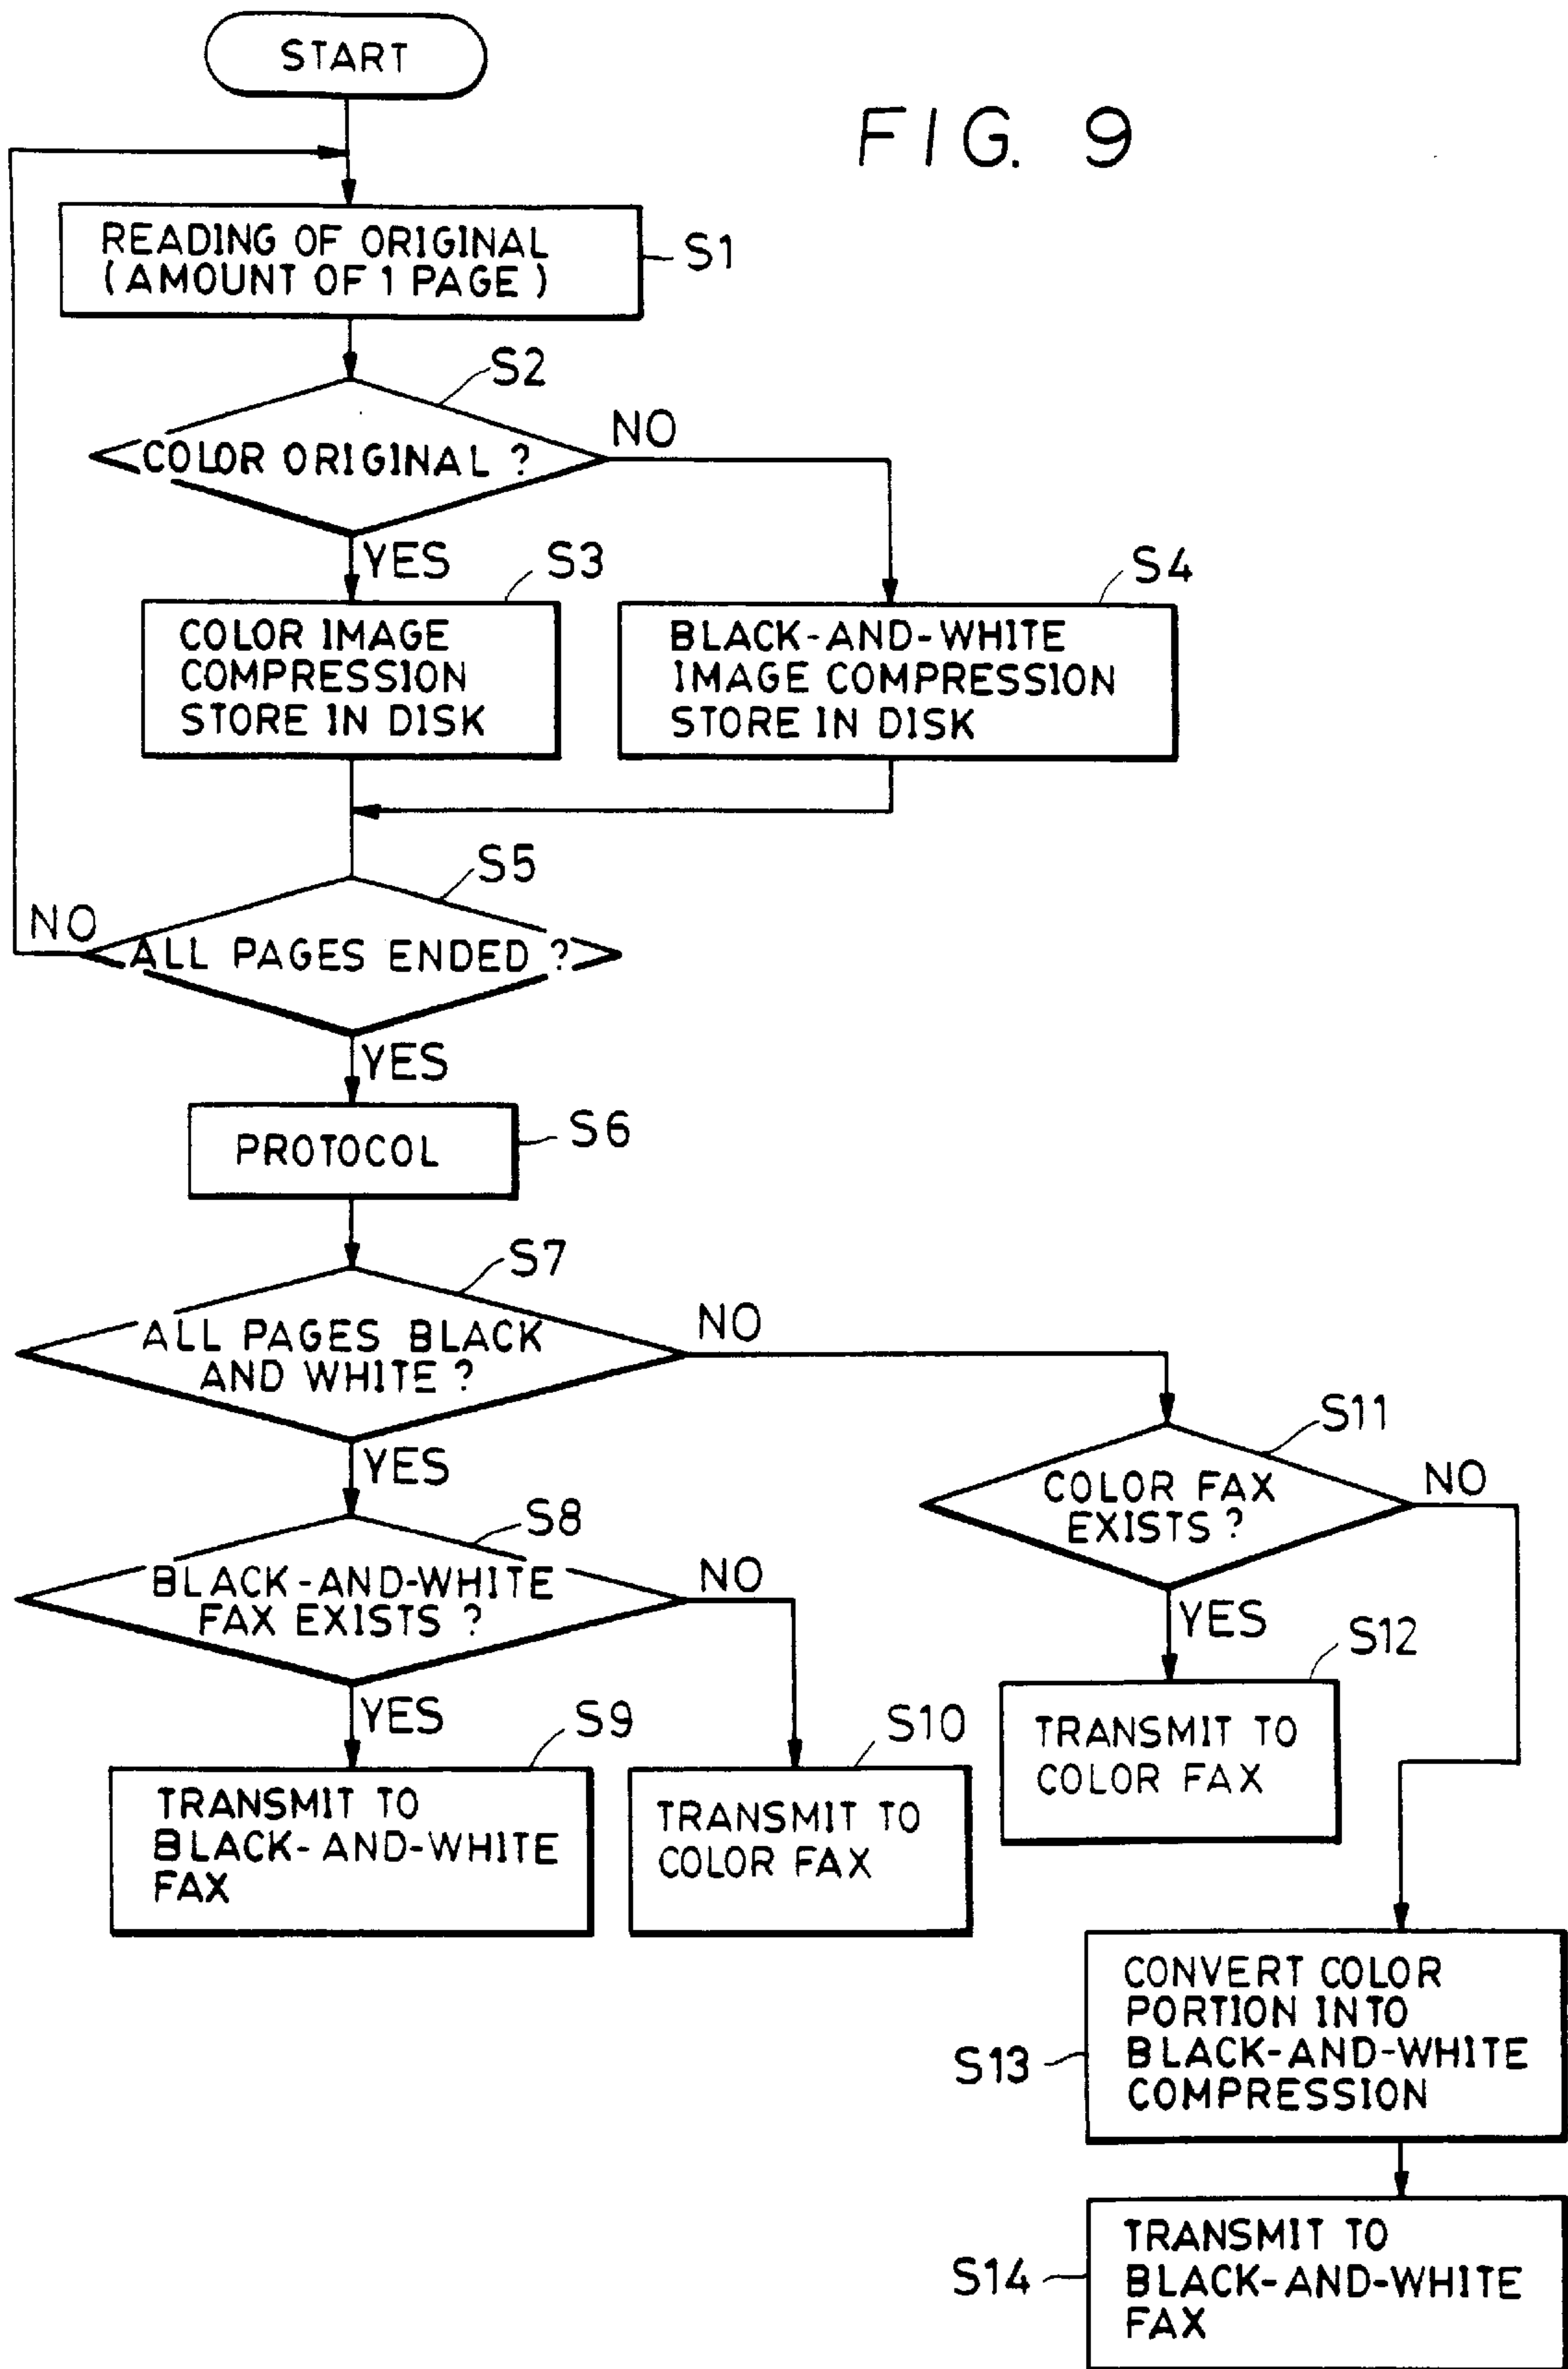 START
FIG. 9
READING OF ORIGINAL
(AMOUNT OF 1 PAGE)
S1
S2
COLOR ORIGINAL ?
NO
YES
S3
S4
COLOR IMAGE
COMPRESSION
STORE IN DISK
BLACK-AND-WHITE
IMAGE COMPRESSION
STORE IN DISK
S5
NO
ALL PAGES ENDED ?
YES
PROTOCOL
S6
S7
ALL PAGES BLACK
AND WHITE ?
NO
YES
S8
BLACK-AND-WHITE
FAX EXISTS ?
NO
YES
S9
TRANSMIT TO
BLACK-AND-WHITE
FAX
S10
TRANSMIT TO
COLOR FAX
S11
COLOR FAX
EXISTS ?
NO
YES
S12
TRANSMIT TO
COLOR FAX
CONVERT COLOR
PORTION INTO
BLACK-AND-WHITE
COMPRESSION
S13
TRANSMIT TO
BLACK-AND-WHITE
FAX
S14